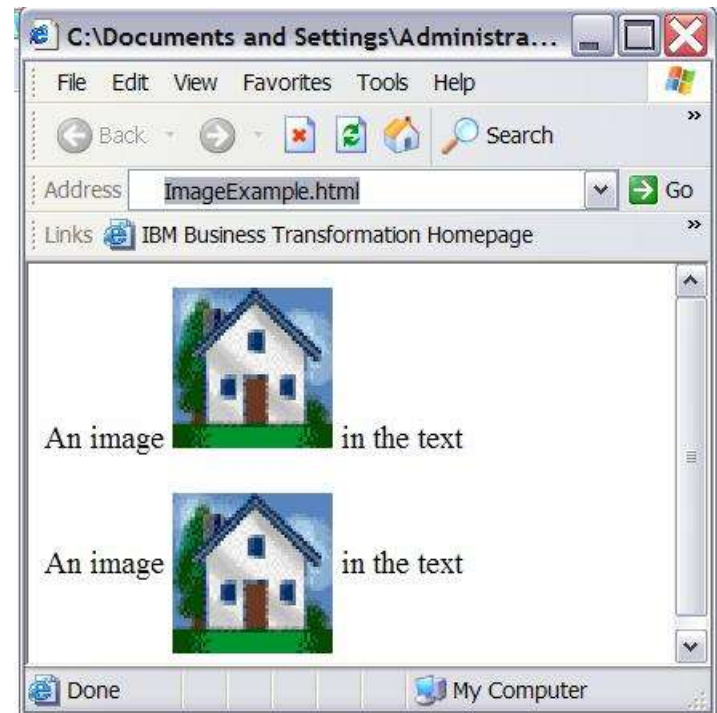 C:\Documents and Settings\Administra...
File Edit View Favorites Tools Help
Back Search »
Address ImageExample.html Go
Links IBM Business Transformation Homepage »
An image in the text
An image in the text
Done My Computer